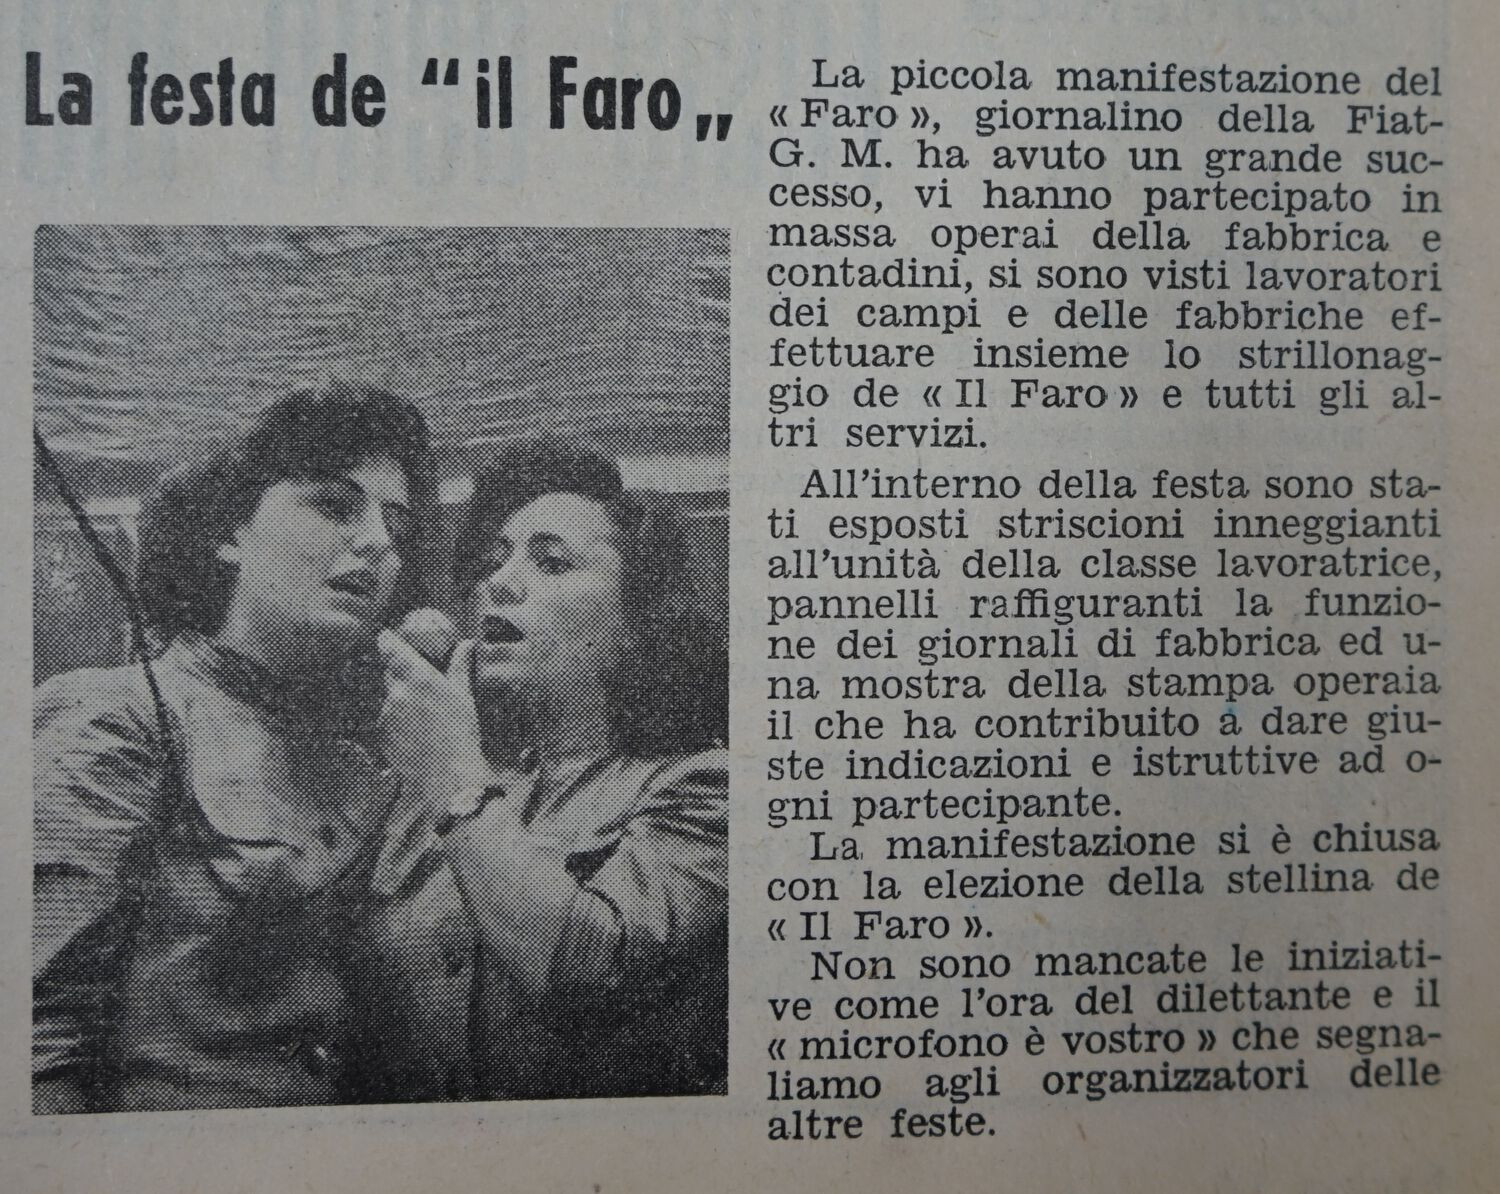 La festa de “il Faro„
La piccola manifestazione del
« Faro », giornalino della Fiat-
G. M. ha avuto un grande suc-
cesso, vi hanno partecipato in
massa operai della fabbrica e
contadini, si sono visti lavoratori
dei campi e delle fabbriche ef-
fettuare insieme lo strillonag-
gio de « Il Faro » e tutti gli al-
tri servizi.
All'interno della festa sono sta-
ti esposti striscioni inneggianti
all'unità della classe lavoratrice,
pannelli raffiguranti la funzio-
ne dei giornali di fabbrica ed u-
na mostra della stampa operaia
il che ha contribuito a dare giu-
ste indicazioni e istruttive ad o-
gni partecipante.
La manifestazione si è chiusa
con la elezione della stellina de
« Il Faro ».
Non sono mancate le iniziati-
ve come l'ora del dilettante e il
« microfono è vostro » che segna-
liamo agli organizzatori delle
altre feste.